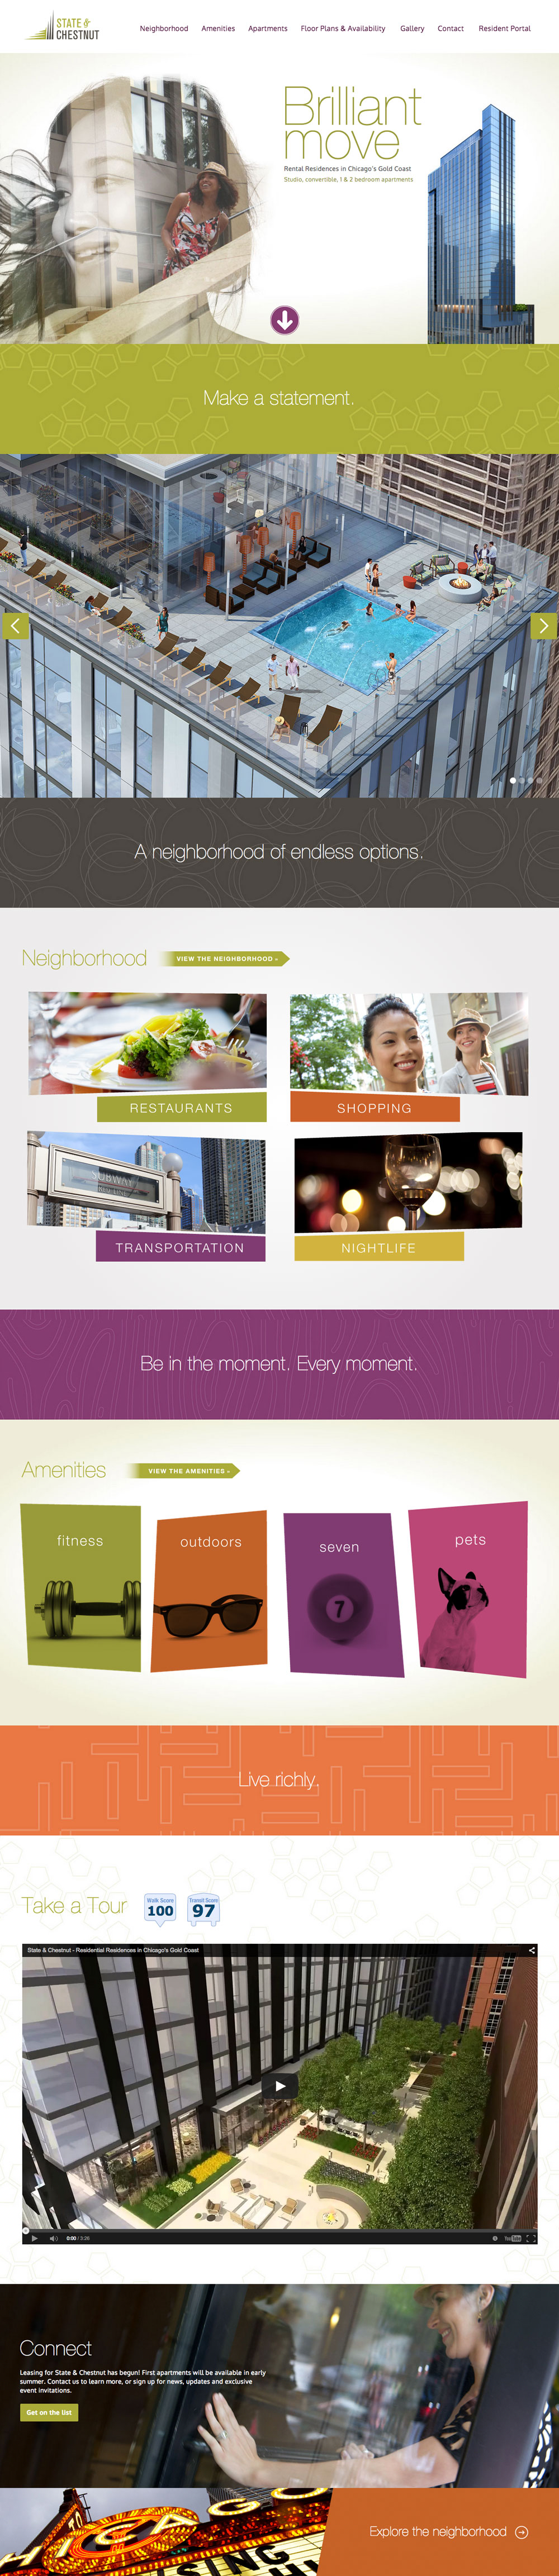 STATE &
CHESTNUT
Neighborhood Amenities Apartments Floor Plans & Availability Gallery Contact Resident Portal
Brilliant
move
Rental Residences in Chicago's Gold Coast
Studio, convertible, 1 & 2 bedroom apartments
Make a statement.
A neighborhood of endless options.
Neighborhood
VIEW THE NEIGHBORHOOD
RESTAURANTS
SHOPPING
SUBWAY
TRANSPORTATION
NIGHTLIFE
Be in the moment. Every moment.
Amenities
VIEW THE AMENITIES
fitness
outdoors
seven
pets
7
Live richly.
Take a Tour
Walk Score
100
Transit Score
97
State & Chestnut - Residential Residences in Chicago's Gold Coast
0:00 / 3:26
YouTube
Connect
Leasing for State & Chestnut has begun! First apartments will be available in early
summer. Contact us to learn more, or sign up for news, updates and exclusive
event invitations.
Get on the list
Explore the neighborhood
HICAGO